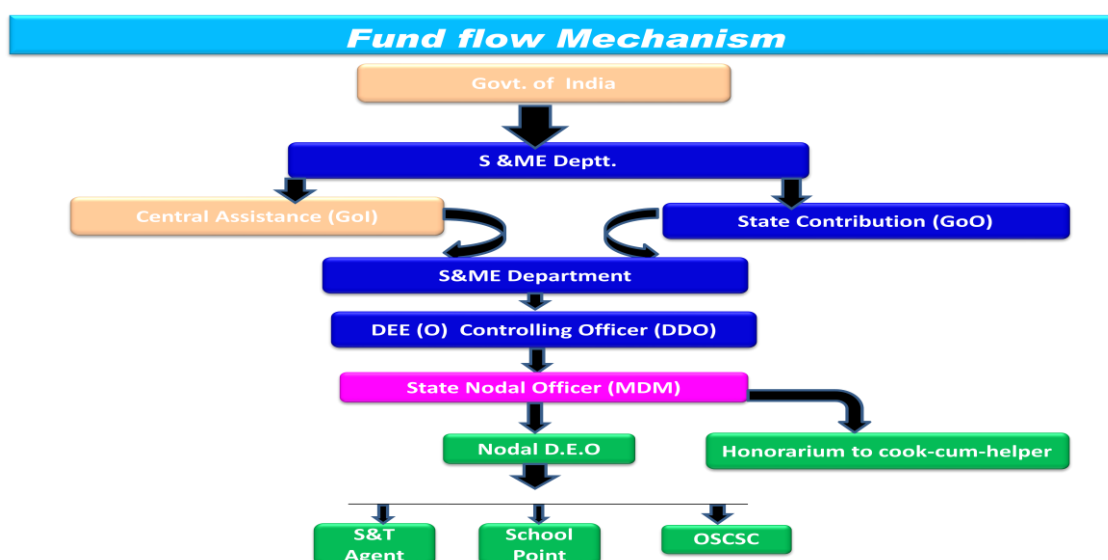 Fund flow Mechanism
Govt. of India
S &ME Deptt.
Central Assistance (GoI)
State Contribution (GoO)
S&ME Department
DEE (O) Controlling Officer (DDO)
State Nodal Officer (MDM)
Nodal D.E.O
Honorarium to cook-cum-helper
S&T
Agent
School
Point
OSCSC